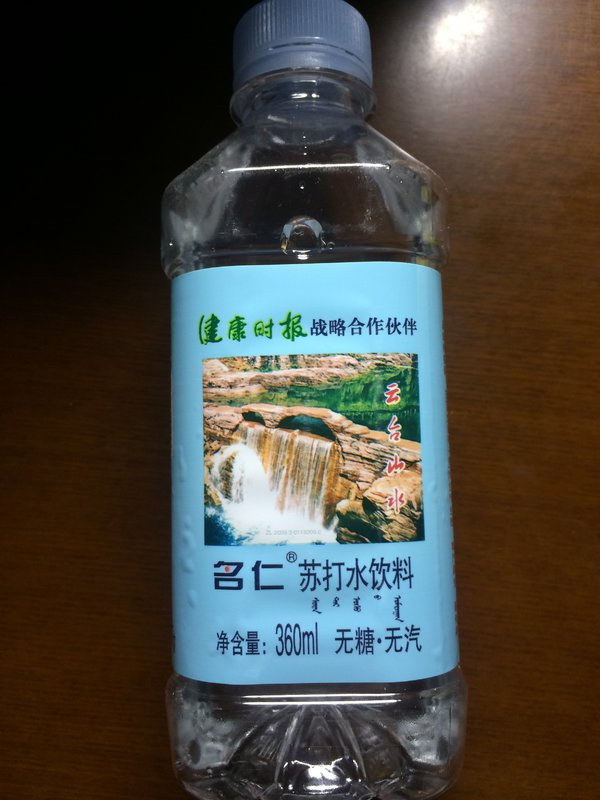 健康时报 战略合作伙伴
云台山水
名仁® 苏打水饮料
净含量: 360ml 无糖·无汽